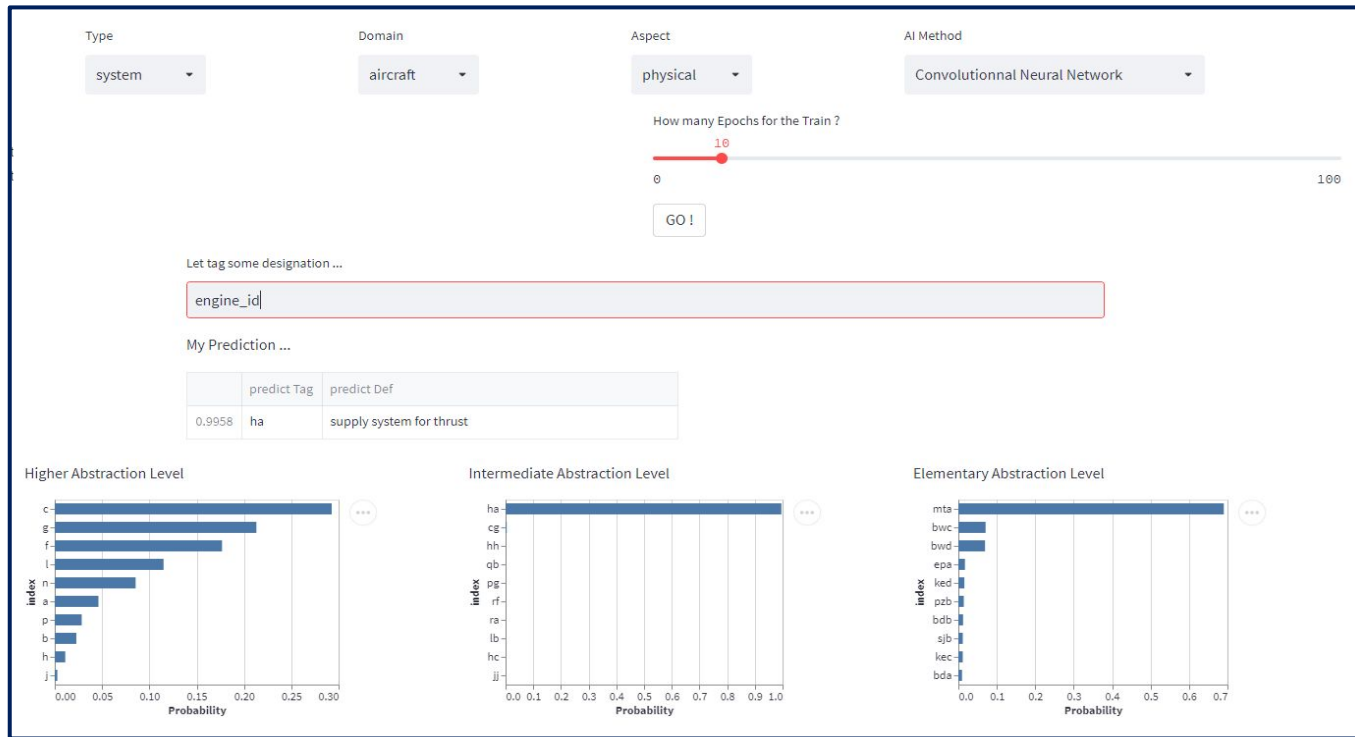 Type Domain Aspect AI Method
system aircraft physical Convolutionnal Neural Network
How many Epochs for the Train ?
10
0 100
GO !
Let tag some designation ...
engine_id
My Prediction ...
predict Tag predict Def
0.9958 ha supply system for thrust
Higher Abstraction Level
index
c
g
f
l
n
a
p
b
h
j
0.00 0.05 0.10 0.15 0.20 0.25 0.30
Probability
Intermediate Abstraction Level
index
ha
cg
hh
qb
pg
rf
ra
lb
hc
jj
0.0 0.1 0.2 0.3 0.4 0.5 0.6 0.7 0.8 0.9 1.0
Probability
Elementary Abstraction Level
index
mta
bwc
bwd
epa
ked
pzb
bdb
sjb
kec
bda
0.0 0.1 0.2 0.3 0.4 0.5 0.6 0.7
Probability